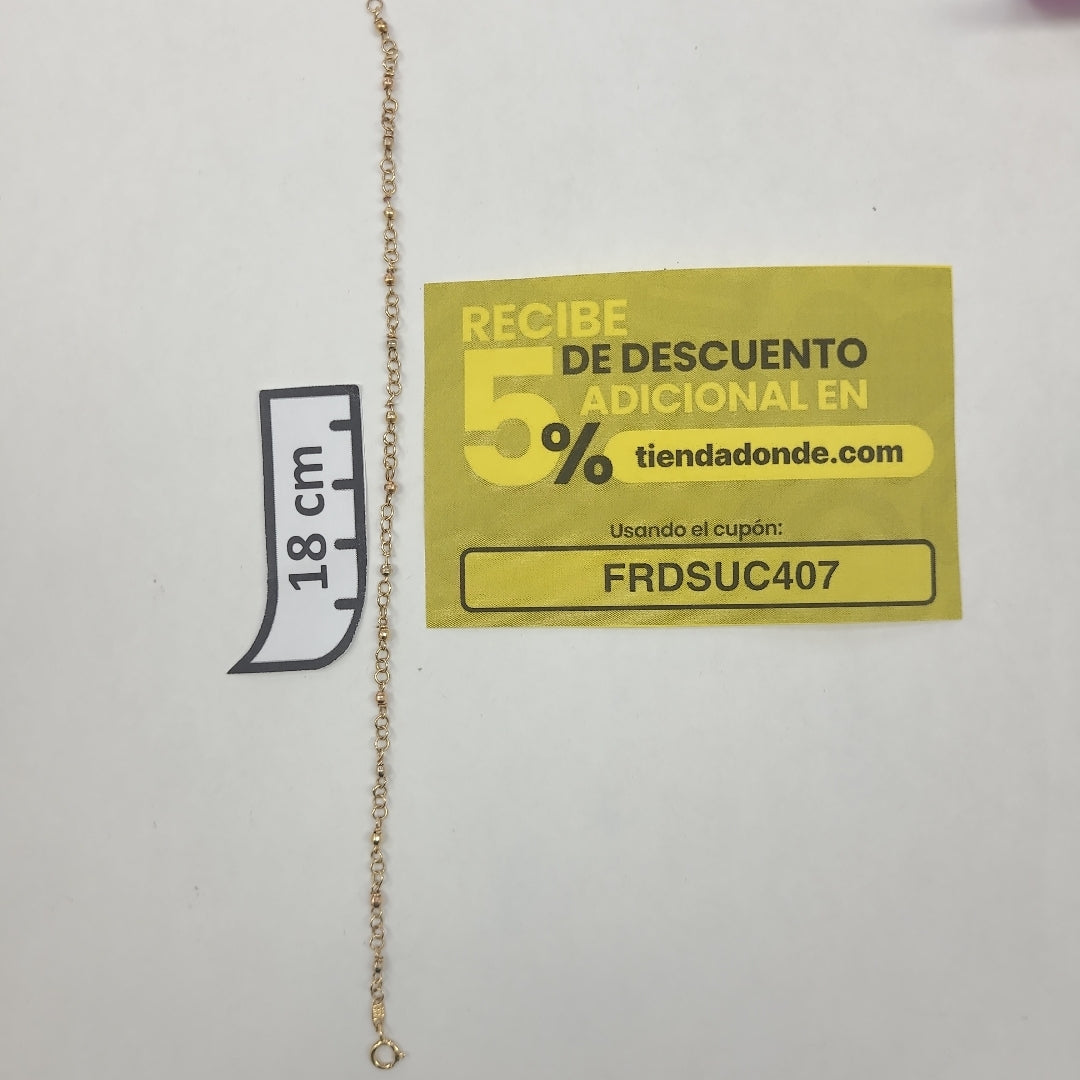 18 cm
RECIBE
5% DE DESCUENTO
ADICIONAL EN
tiendadonde.com
Usando el cupón:
FRDSUC407